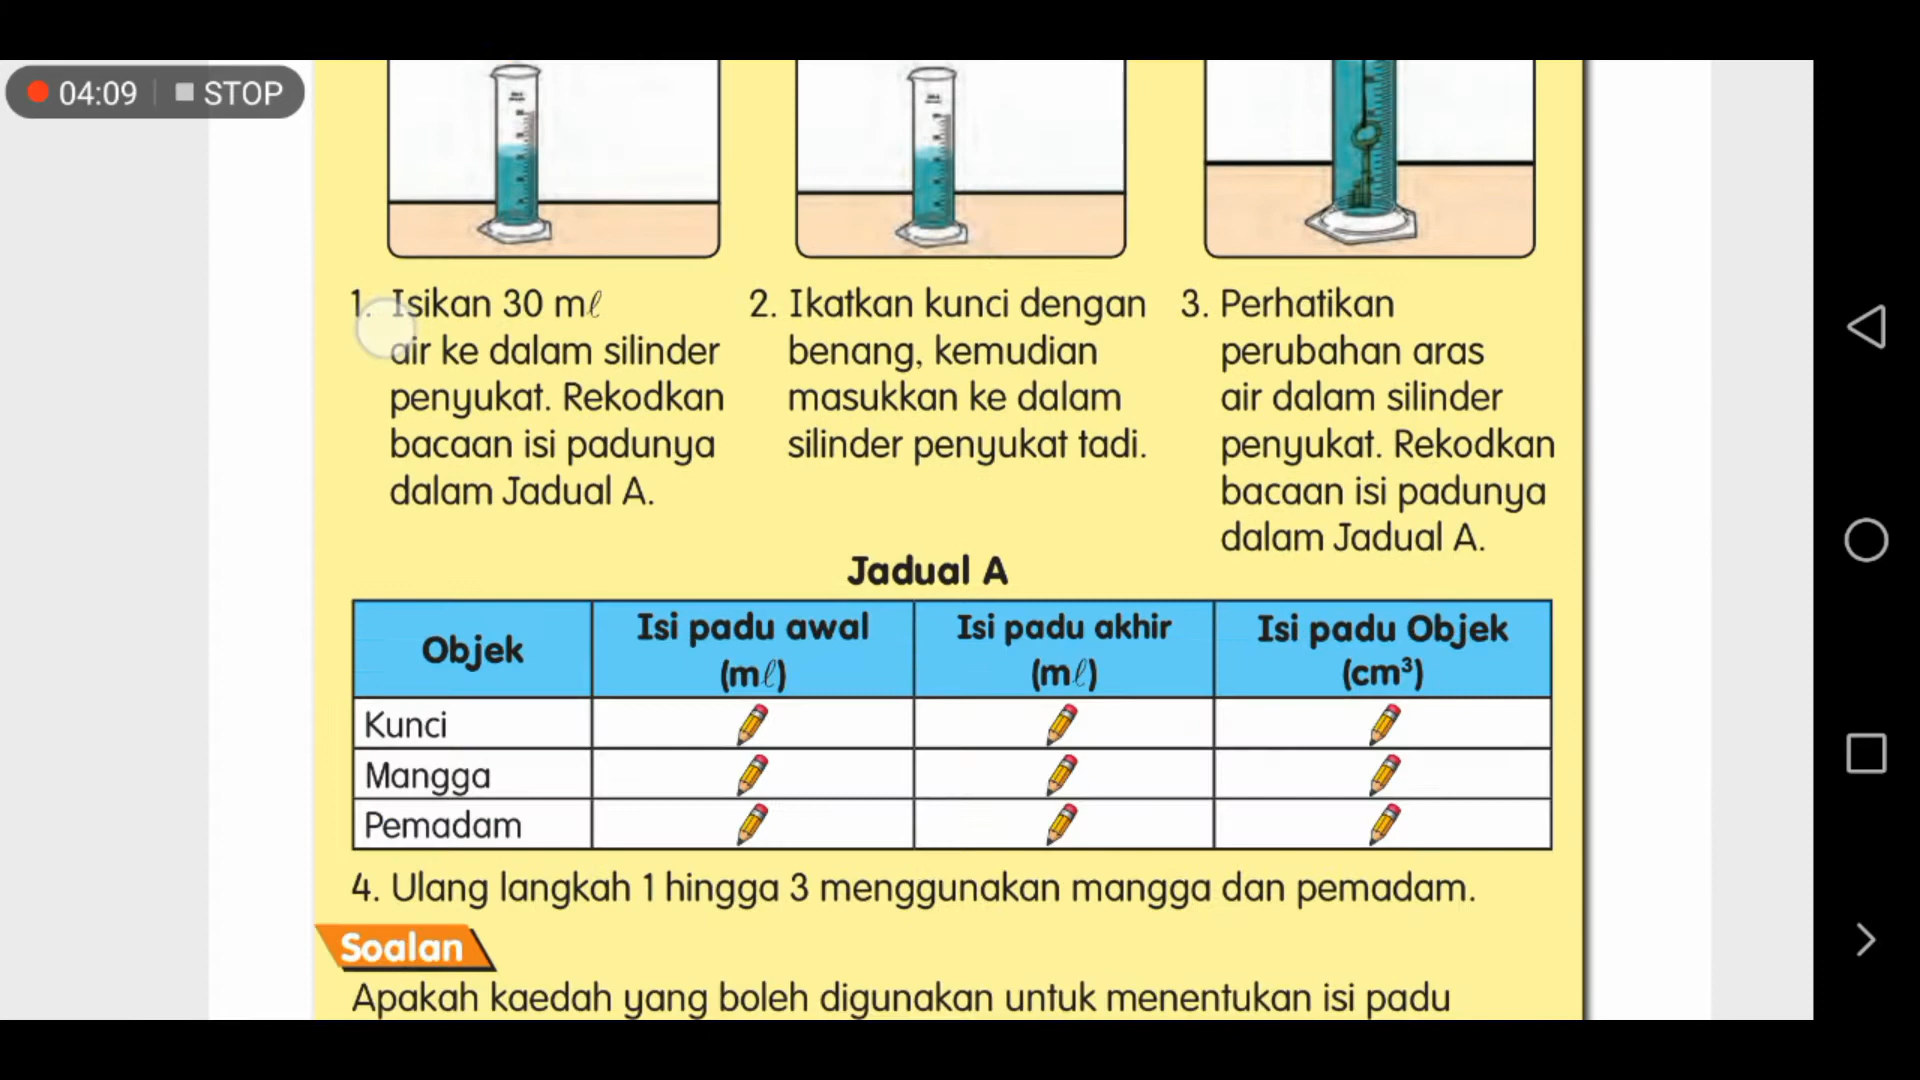 04:09 STOP
1. Isikan 30 mℓ
air ke dalam silinder
penyukat. Rekodkan
bacaan isi padunya
dalam Jadual A.
2. Ikatkan kunci dengan
benang, kemudian
masukkan ke dalam
silinder penyukat tadi.
3. Perhatikan
perubahan aras
air dalam silinder
penyukat. Rekodkan
bacaan isi padunya
dalam Jadual A.
Jadual A
Objek
Isi padu awal
(mℓ)
Isi padu akhir
(mℓ)
Isi padu Objek
(cm³)
Kunci
Mangga
Pemadam
4. Ulang langkah 1 hingga 3 menggunakan mangga dan pemadam.
Soalan
Apakah kaedah yang boleh digunakan untuk menentukan isi padu